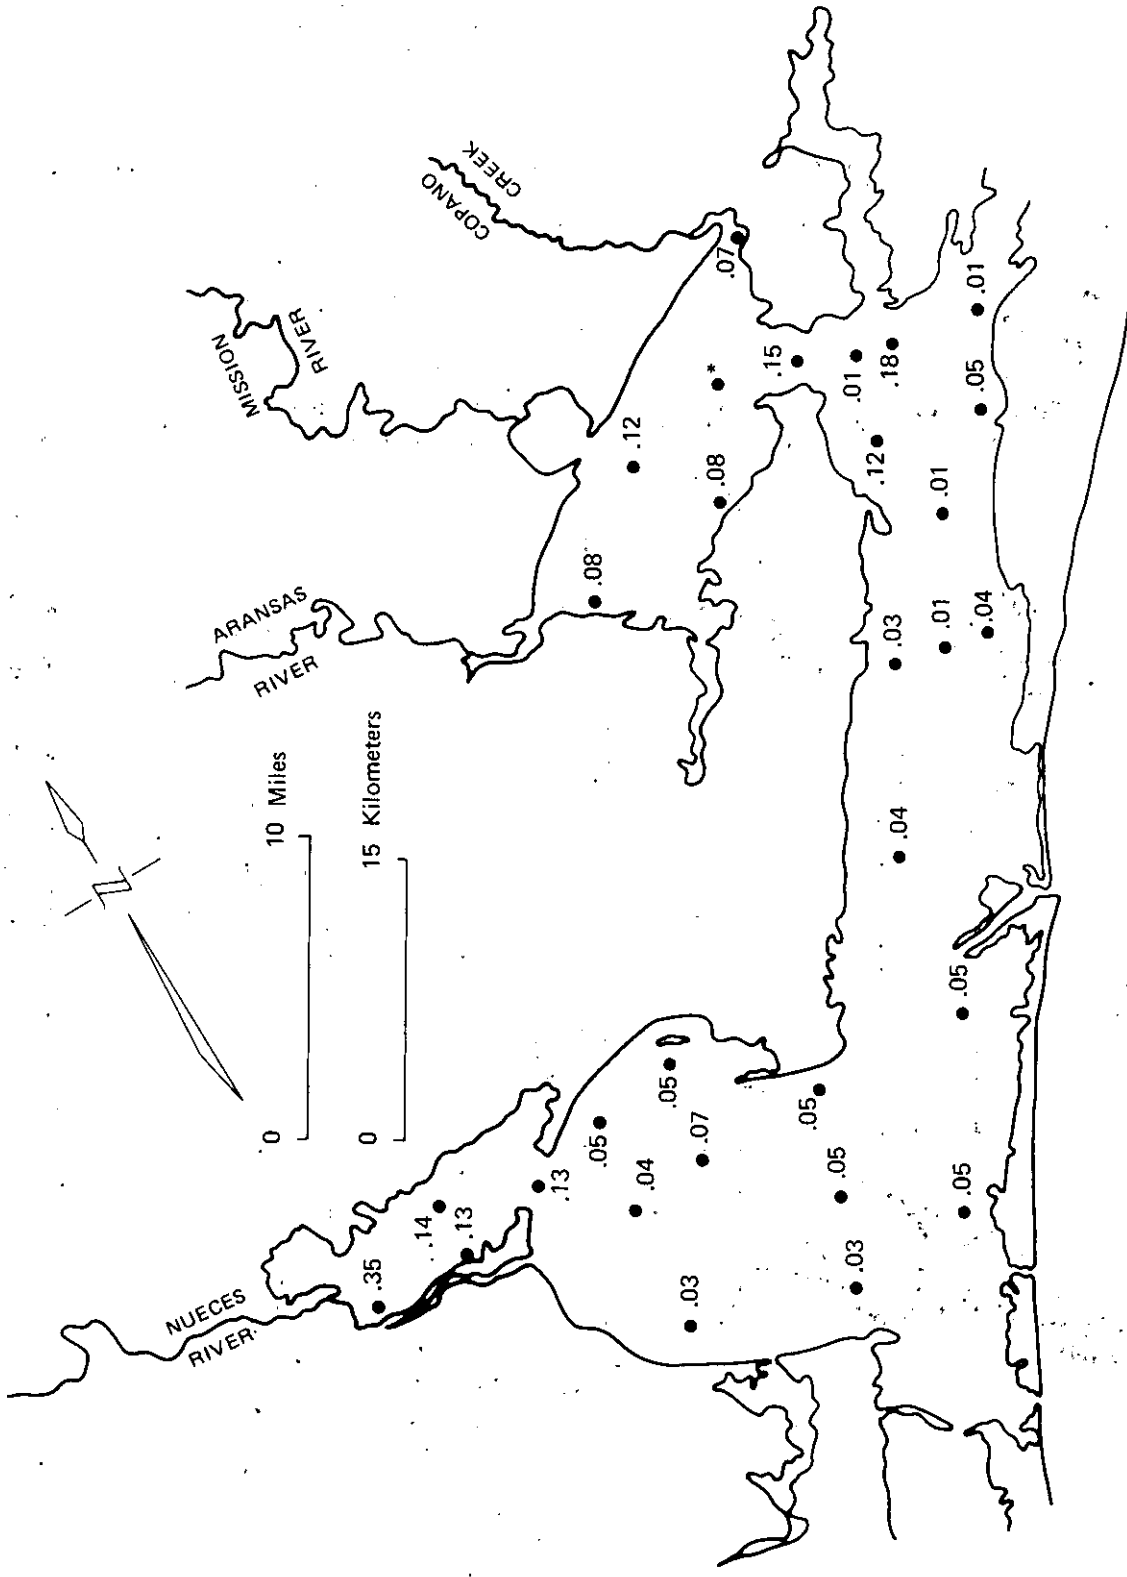 NUECES
RIVER
ARANSAS
RIVER
MISSION
RIVER
COPANO
CREEK
N
0
10 Miles
0
15 Kilometers
.35
.14
.13
.13
.05
.04
.05
.07
.03
.05
.05
.03
.05
.05
.04
.03
.01
.04
.08
.12
.08
*
.07
.15
.01
.18
.12
.01
.05
.01